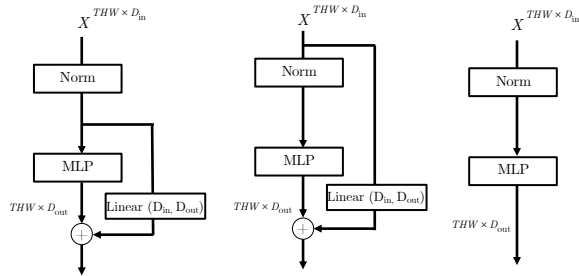 X THW × D_in
Norm
MLP
THW × D_out
Linear (D_in, D_out)
+
X THW × D_in
Norm
MLP
THW × D_out
Linear (D_in, D_out)
+
X THW × D_in
Norm
MLP
THW × D_out